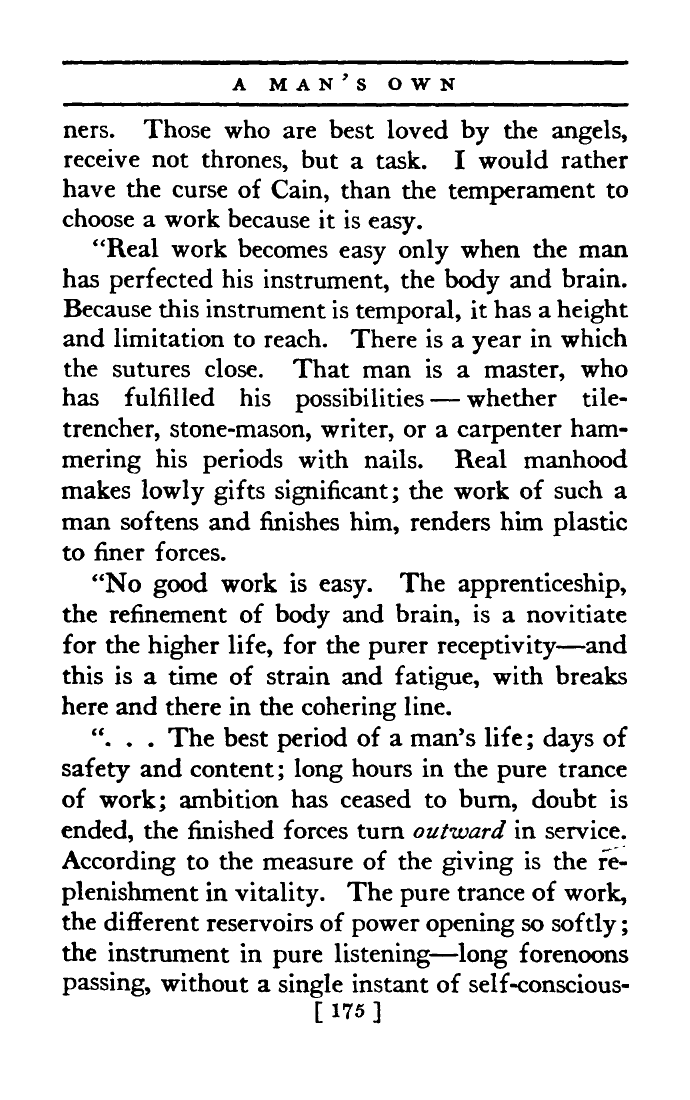 A MAN'S OWN
ners. Those who are best loved by the angels,
receive not thrones, but a task. I would rather
have the curse of Cain, than the temperament to
choose a work because it is easy.
“Real work becomes easy only when the man
has perfected his instrument, the body and brain.
Because this instrument is temporal, it has a height
and limitation to reach. There is a year in which
the sutures close. That man is a master, who
has fulfilled his possibilities — whether tile-
trencher, stone-mason, writer, or a carpenter ham-
mering his periods with nails. Real manhood
makes lowly gifts significant; the work of such a
man softens and finishes him, renders him plastic
to finer forces.
“No good work is easy. The apprenticeship,
the refinement of body and brain, is a novitiate
for the higher life, for the purer receptivity—and
this is a time of strain and fatigue, with breaks
here and there in the cohering line.
“. . . The best period of a man's life; days of
safety and content; long hours in the pure trance
of work; ambition has ceased to burn, doubt is
ended, the finished forces turn outward in service.
According to the measure of the giving is the re-
plenishment in vitality. The pure trance of work,
the different reservoirs of power opening so softly;
the instrument in pure listening—long forenoons
passing, without a single instant of self-conscious-
[ 175 ]